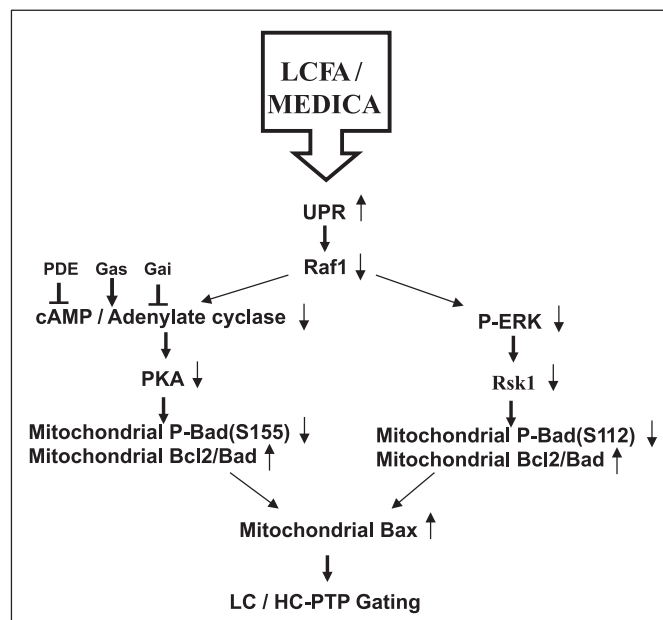 LCFA /
MEDICA
UPR ↑
Raf1 ↓
PDE Gas Gai
cAMP / Adenylate cyclase ↓
P-ERK ↓
PKA ↓
Rsk1 ↓
Mitochondrial P-Bad(S155) ↓
Mitochondrial Bcl2/Bad ↑
Mitochondrial P-Bad(S112) ↓
Mitochondrial Bcl2/Bad ↑
Mitochondrial Bax ↑
LC / HC-PTP Gating